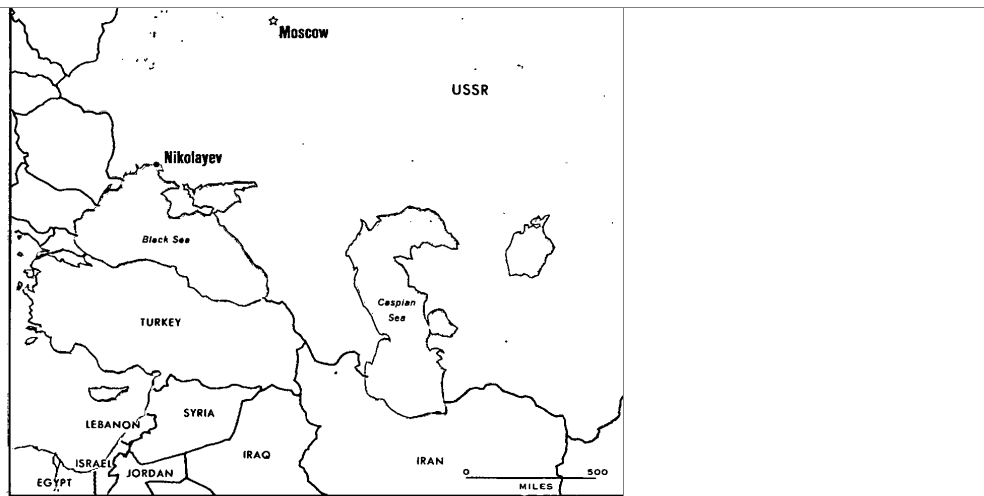 Moscow
USSR
Nikolayev
Black Sea
Caspian
Sea
TURKEY
SYRIA
LEBANON
IRAQ
IRAN
ISRAEL
JORDAN
EGYPT
0 500
MILES